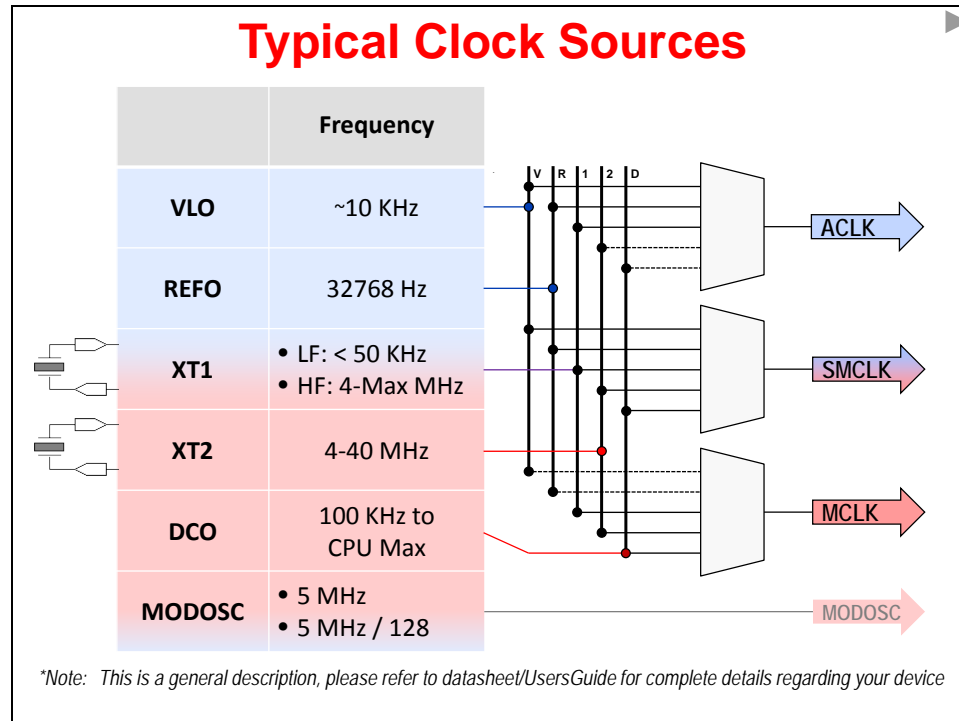 Typical Clock Sources
Frequency
VLO
~10 KHz
REFO
32768 Hz
XT1
• LF: < 50 KHz
• HF: 4-Max MHz
XT2
4-40 MHz
DCO
100 KHz to
CPU Max
MODOSC
• 5 MHz
• 5 MHz / 128
V R 1 2 D
ACLK
SMCLK
MCLK
MODOSC
*Note: This is a general description, please refer to datasheet/UsersGuide for complete details regarding your device